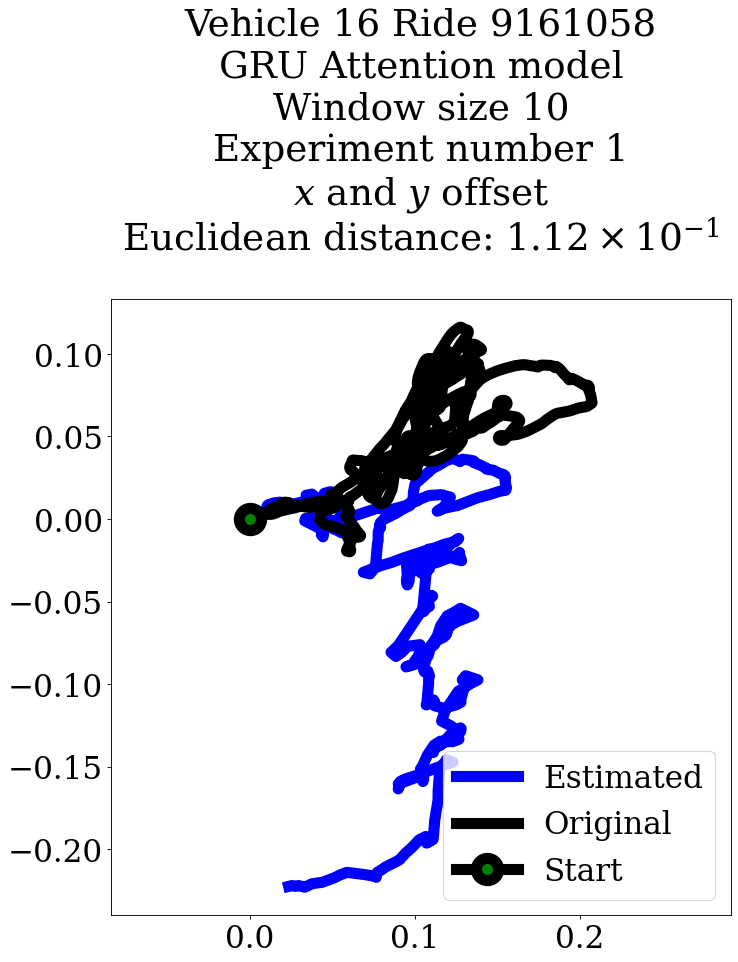 Vehicle 16 Ride 9161058
GRU Attention model
Window size 10
Experiment number 1
x and y offset
Euclidean distance: 1.12 × 10⁻¹
0.10
0.05
0.00
−0.05
−0.10
−0.15
−0.20
0.0 0.1 0.2
Estimated
Original
Start